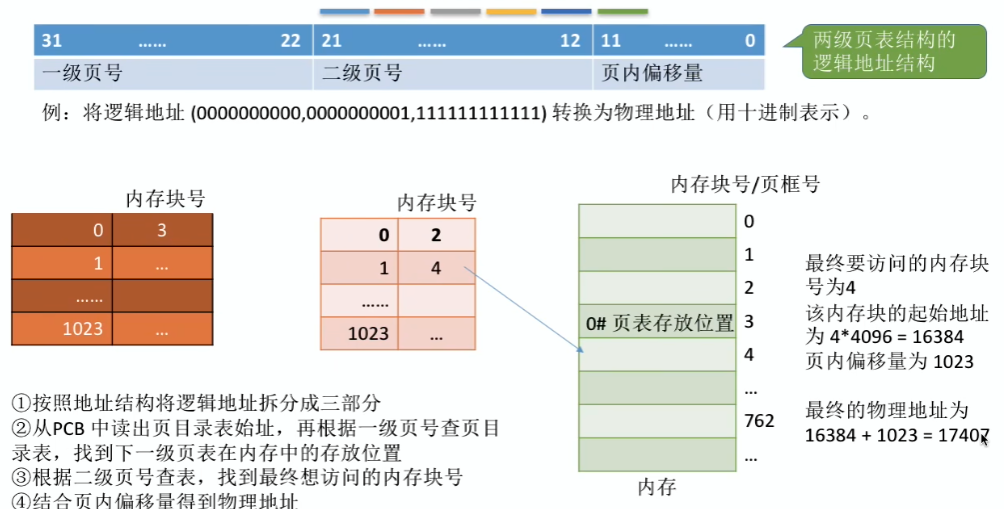 31 …… 22 21 …… 12 11 …… 0
一级页号 二级页号 页内偏移量
两级页表结构的
逻辑地址结构
例：将逻辑地址 (0000000000,0000000001,111111111111) 转换为物理地址（用十进制表示）。
内存块号
0 3
1 …
……
1023 …
内存块号
0 2
1 4
……
1023 …
内存块号/页框号
0
1
2
0# 页表存放位置 3
4
…
762
…
内存
最终要访问的内存块
号为4
该内存块的起始地址
为 4*4096 = 16384
页内偏移量为 1023
最终的物理地址为
16384 + 1023 = 17407
①按照地址结构将逻辑地址拆分成三部分
②从PCB 中读出页目录表始址，再根据一级页号查页目
录表，找到下一级页表在内存中的存放位置
③根据二级页号查表，找到最终想访问的内存块号
④结合页内偏移量得到物理地址